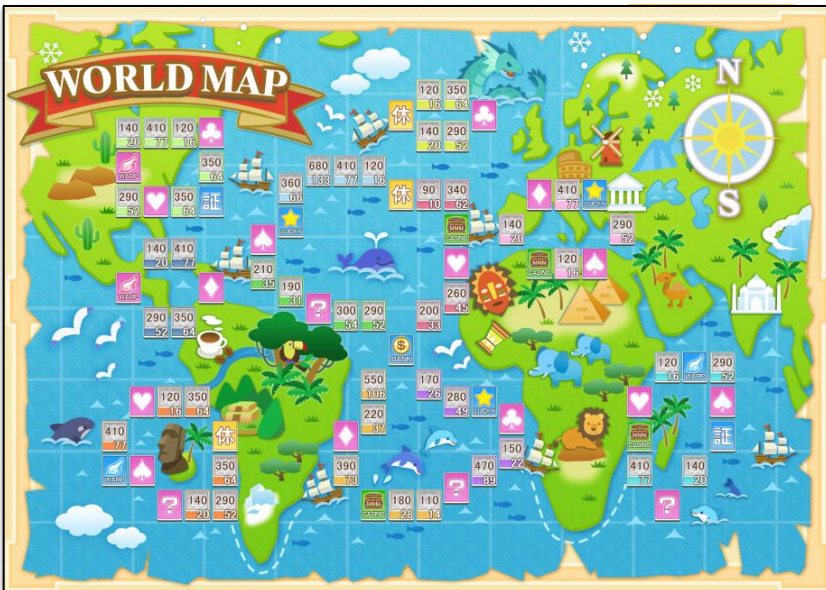 WORLD MAP
N
S
120 350
16 64
休
140 410 120
20 77 16
140 290
20 52
WARP
350
64
680 410 120
133 77 16
290 350
52 64
証
360
66
休
90 340
10 62
410
77
LUCKY
LUCKY
CASINO
140
20
290
52
140 410
20 77
CASINO
120
16
210
35
WARP
190
31
260
45
?
300 290
54 52
200
33
290 350
52 64
$
BANK
120
16
WARP
290
52
550
106
170
26
120 350
16 64
280
49
LUCKY
220
37
410
77
休
CASINO
証
150
22
WARP
350
64
390
73
470
89
410
77
140
20
?
?
140 290
20 52
CASINO
180 110
28 14
?